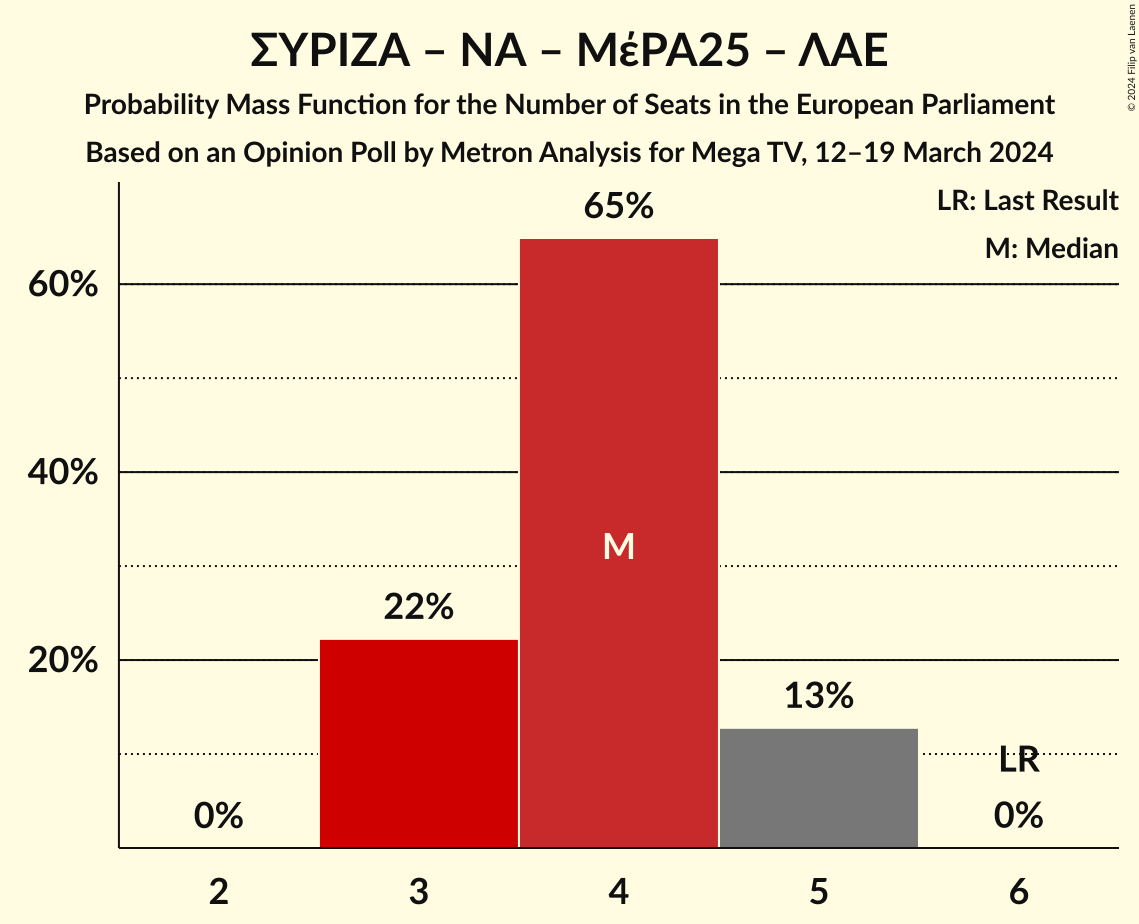 ΣΥΡΙΖΑ – ΝΑ – ΜέΡΑ25 – ΛΑΕ
Probability Mass Function for the Number of Seats in the European Parliament
Based on an Opinion Poll by Metron Analysis for Mega TV, 12–19 March 2024
© 2024 Filip van Laenen
LR: Last Result
M: Median
65%
60%
40%
M
22%
20%
13%
LR
0%
0%
2
3
4
5
6